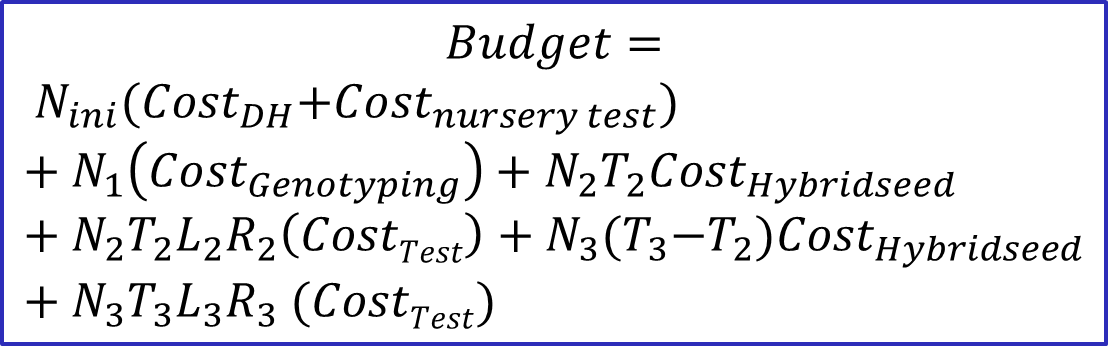 Budget =
N_ini(Cost_DH+Cost_nursery test)
+ N_1(Cost_Genotyping) + N_2T_2Cost_Hybridseed
+ N_2T_2L_2R_2(Cost_Test) + N_3(T_3−T_2)Cost_Hybridseed
+ N_3T_3L_3R_3 (Cost_Test)